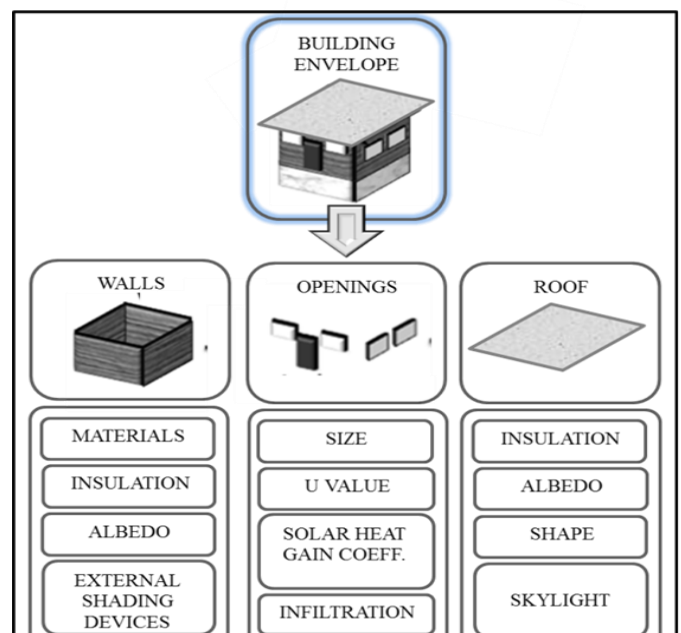 BUILDING
ENVELOPE
WALLS
OPENINGS
ROOF
MATERIALS
INSULATION
ALBEDO
EXTERNAL
SHADING
DEVICES
SIZE
U VALUE
SOLAR HEAT
GAIN COEFF.
INFILTRATION
INSULATION
ALBEDO
SHAPE
SKYLIGHT